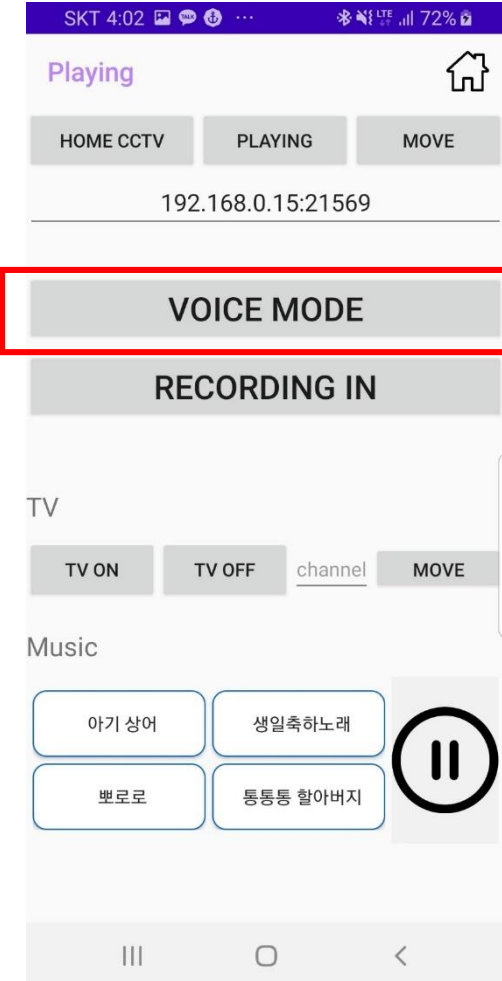 SKT 4:02 TALK ... LTE 72%
Playing
HOME CCTV PLAYING MOVE
192.168.0.15:21569
VOICE MODE
RECORDING IN
TV
TV ON TV OFF channel MOVE
Music
아기 상어 생일축하노래
뽀로로 통통통 할아버지